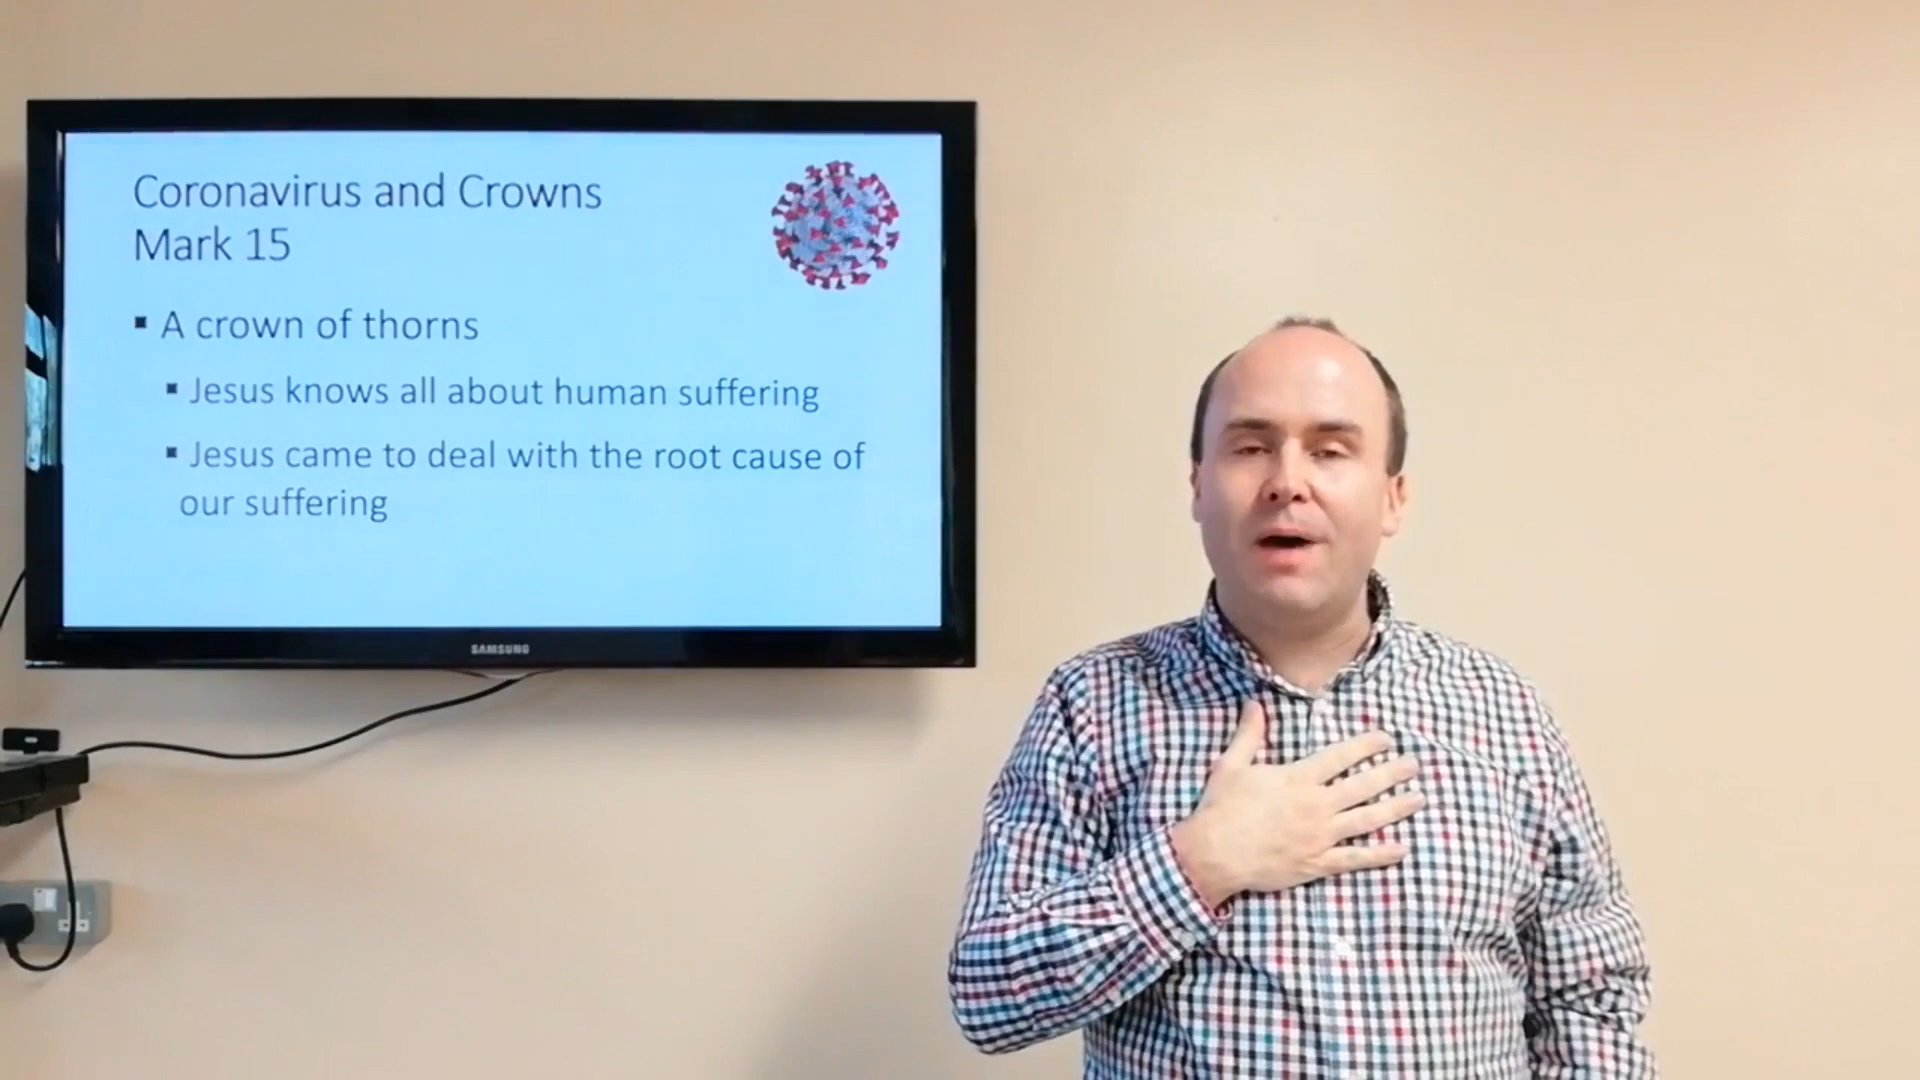 Coronavirus and Crowns
Mark 15
▪ A crown of thorns
▪ Jesus knows all about human suffering
▪ Jesus came to deal with the root cause of
our suffering
SAMSUNG